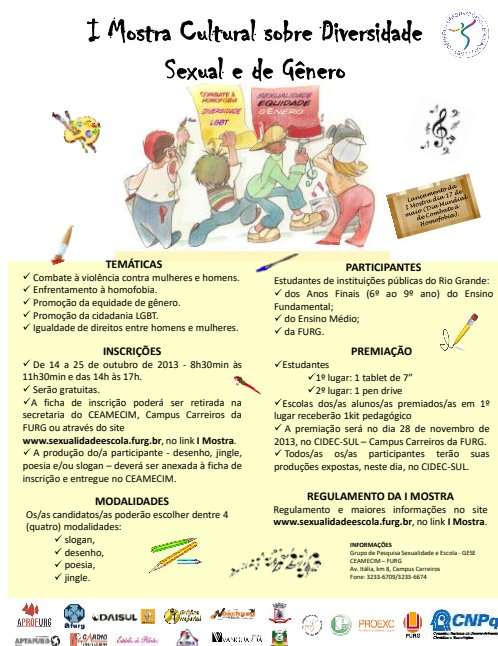 I Mostra Cultural sobre Diversidade
Sexual e de Gênero
COMBATE À
HOMOFOBIA
DIVERSIDADE
LGBT
SEXUALIDADE
EQUIDADE
GÊNERO
Lançamento da
I Mostra dia 17 de
maio (Dia Mundial
de Combate a
Homofobia).
TEMÁTICAS
✓ Combate à violência contra mulheres e homens.
✓ Enfrentamento à homofobia.
✓ Promoção da equidade de gênero.
✓ Promoção da cidadania LGBT.
✓ Igualdade de direitos entre homens e mulheres.
INSCRIÇÕES
✓ De 14 a 25 de outubro de 2013 - 8h30min às
11h30min e das 14h às 17h.
✓ Serão gratuitas.
✓A ficha de inscrição poderá ser retirada na
secretaria do CEAMECIM, Campus Carreiros da
FURG ou através do site
www.sexualidadeescola.furg.br, no link I Mostra.
✓ A produção do/a participante - desenho, jingle,
poesia e/ou slogan – deverá ser anexada à ficha de
inscrição e entregue no CEAMECIM.
MODALIDADES
Os/as candidatos/as poderão escolher dentre 4
(quatro) modalidades:
✓ slogan,
✓ desenho,
✓ poesia,
✓ jingle.
PARTICIPANTES
Estudantes de instituições públicas do Rio Grande:
✓ dos Anos Finais (6º ao 9º ano) do Ensino
Fundamental;
✓ do Ensino Médio;
✓ da FURG.
PREMIAÇÃO
✓Estudantes
✓1º lugar: 1 tablet de 7”
✓2º lugar: 1 pen drive
✓Escolas dos/as alunos/as premiados/as em 1º
lugar receberão 1kit pedagógico
✓ A premiação será no dia 28 de novembro de
2013, no CIDEC-SUL – Campus Carreiros da FURG.
✓ Todos/as os/as participantes terão suas
produções expostas, neste dia, no CIDEC-SUL.
REGULAMENTO DA I MOSTRA
Regulamento e maiores informações no site
www.sexualidadeescola.furg.br, no link I Mostra.
INFORMAÇÕES
Grupo de Pesquisa Sexualidade e Escola - GESE
CEAMECIM – FURG
Av. Itália, km 8, Campus Carreiros
Fone: 3233-6709/3233-6674
APROFURG
afurg
DAISUL
PROEXC
FURG
CNPq
APTAFURG
VANGUARDA